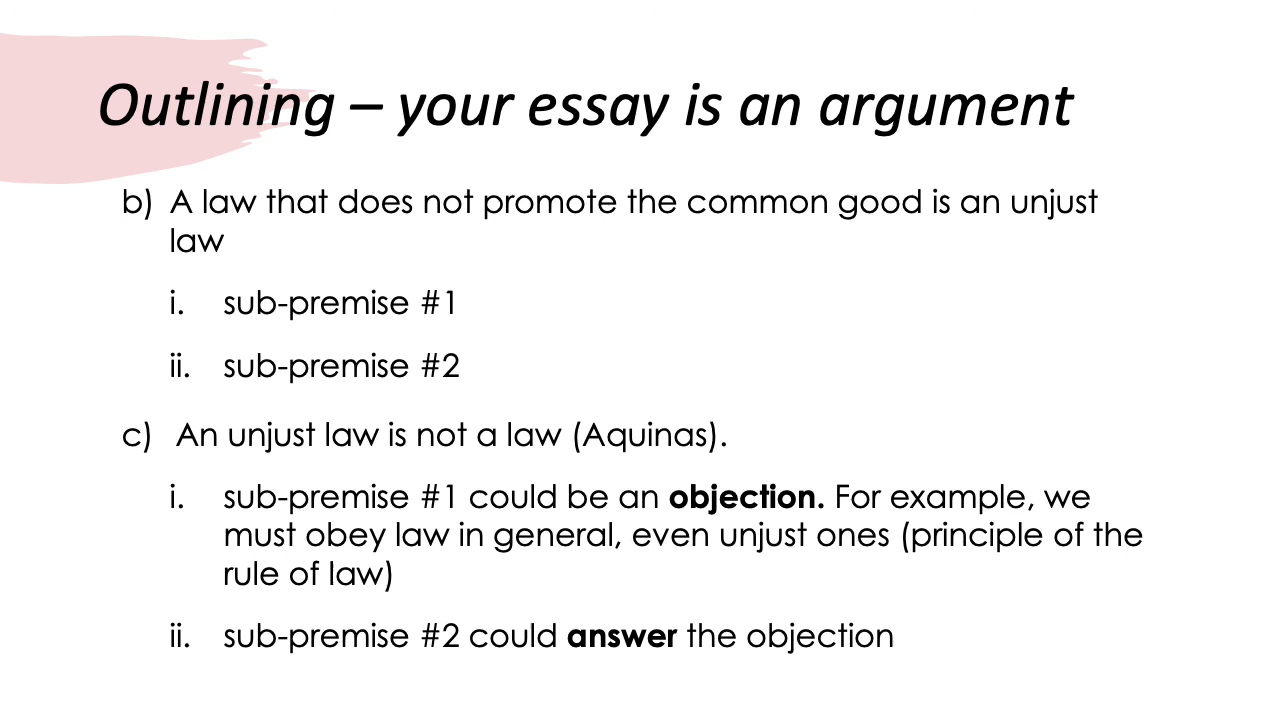 Outlining – your essay is an argument
b) A law that does not promote the common good is an unjust
law
i. sub-premise #1
ii. sub-premise #2
c) An unjust law is not a law (Aquinas).
i. sub-premise #1 could be an objection. For example, we
must obey law in general, even unjust ones (principle of the
rule of law)
ii. sub-premise #2 could answer the objection